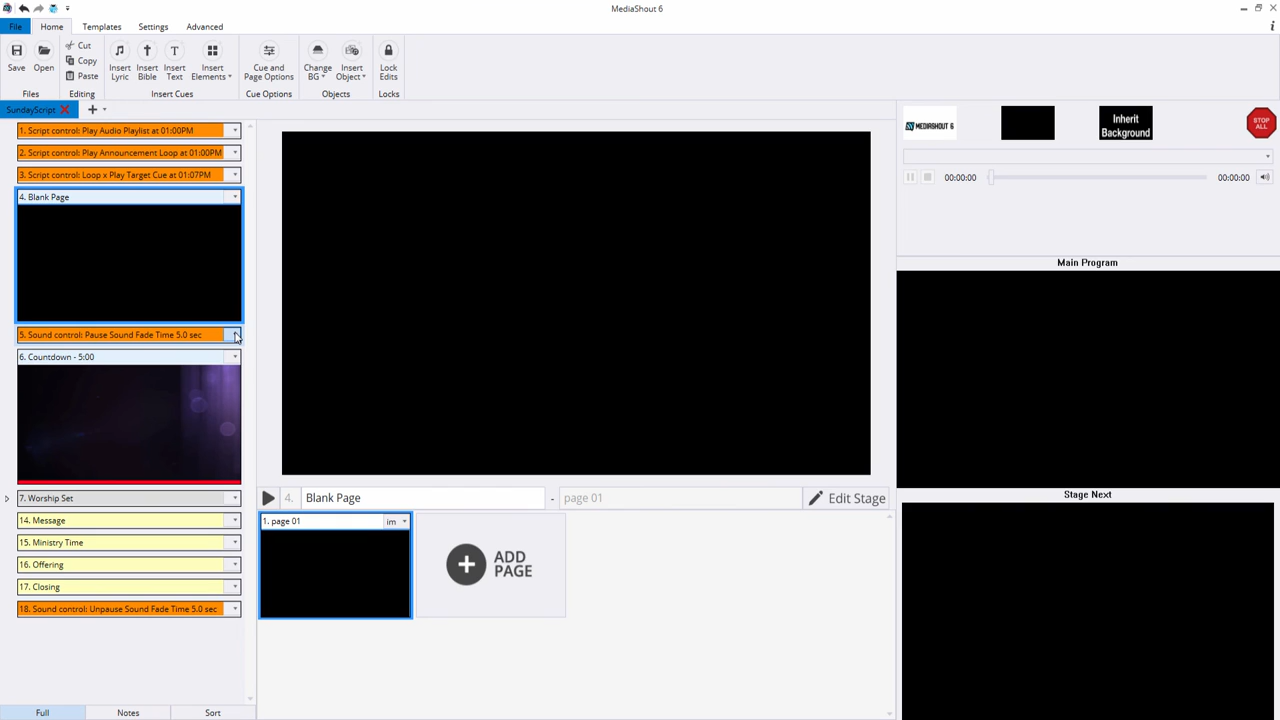 MediaShout 6
File Home Templates Settings Advanced
Save Open Cut Copy Paste
Insert Lyric
Insert Bible
Insert Text
Insert Elements
Cue and Page Options
Change BG
Insert Object
Lock Edits
Files Editing Insert Cues Cue Options Objects Locks
SundayScript
1. Script control: Play Audio Playlist at 01:00PM
2. Script control: Play Announcement Loop at 01:00PM
3. Script control: Loop x Play Target Cue at 01:07PM
4. Blank Page
5. Sound control: Pause Sound Fade Time 5.0 sec
6. Countdown - 5:00
7. Worship Set
14. Message
15. Ministry Time
16. Offering
17. Closing
18. Sound control: Unpause Sound Fade Time 5.0 sec
Full Notes Sort
4. Blank Page - page 01 Edit Stage
1. page 01 im
ADD
PAGE
MEDIASHOUT 6
Inherit
Background
STOP
ALL
00:00:00 00:00:00
Main Program
Stage Next